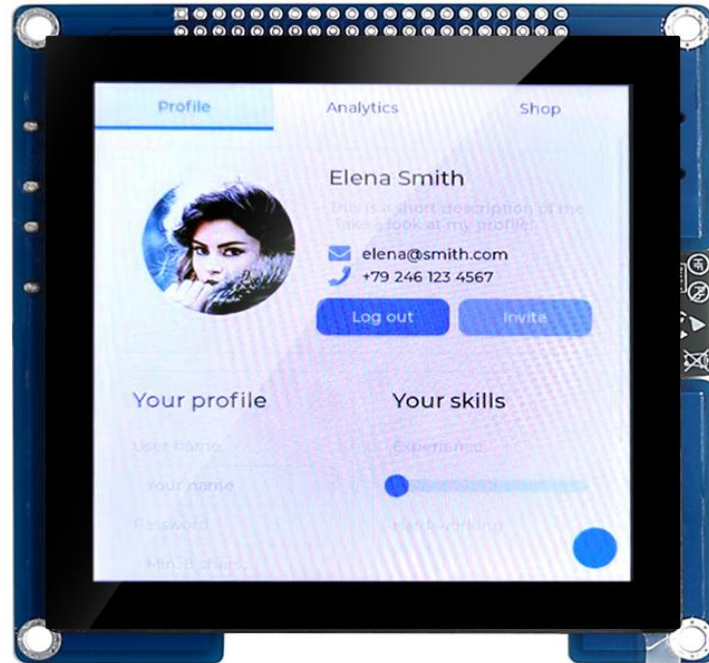 Profile
Analytics
Shop
Elena Smith
This is a short description of me
Take a look at my profile!
elena@smith.com
+79 246 123 4567
Log out
Invite
Your profile
Your skills
User name
Experience
Your name
Password
Hard-working
Min. 8 chars.